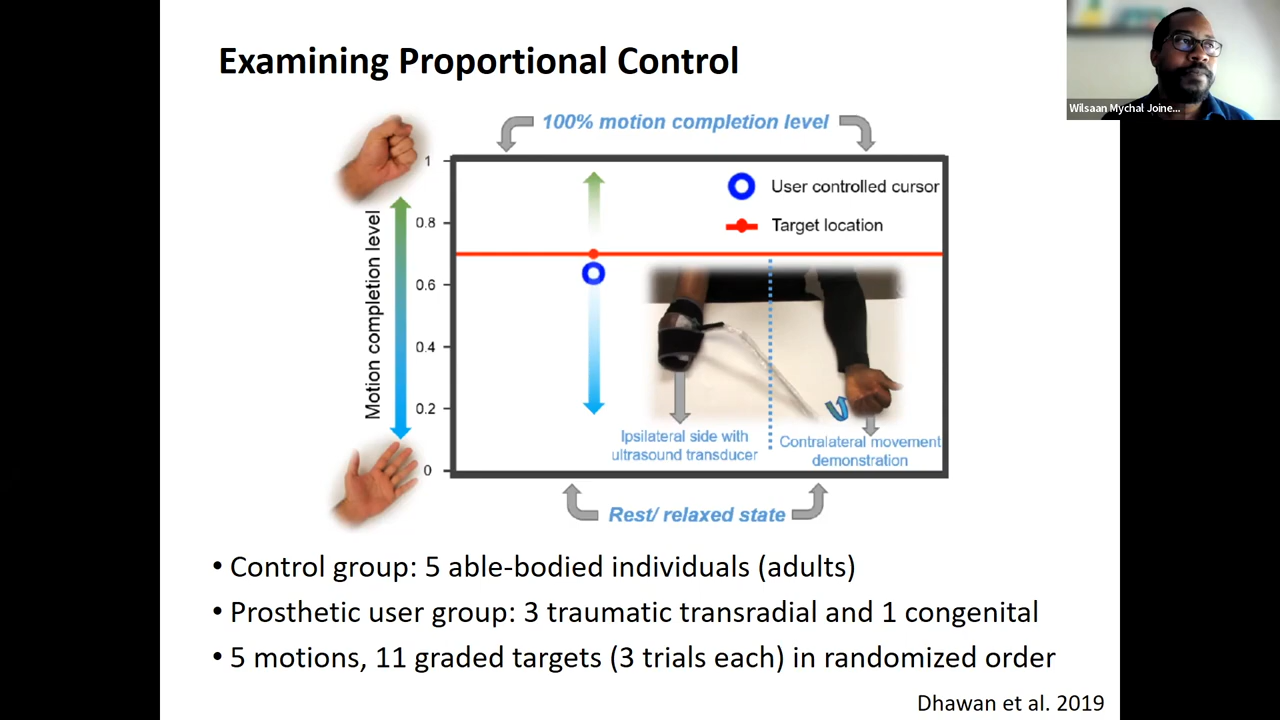 Examining Proportional Control
Wilsaan Mychal Joine...
100% motion completion level
1
0.8
0.6
0.4
0.2
0
Motion completion level
User controlled cursor
Target location
Ipsilateral side with
ultrasound transducer
Contralateral movement
demonstration
Rest/ relaxed state
• Control group: 5 able-bodied individuals (adults)
• Prosthetic user group: 3 traumatic transradial and 1 congenital
• 5 motions, 11 graded targets (3 trials each) in randomized order
Dhawan et al. 2019